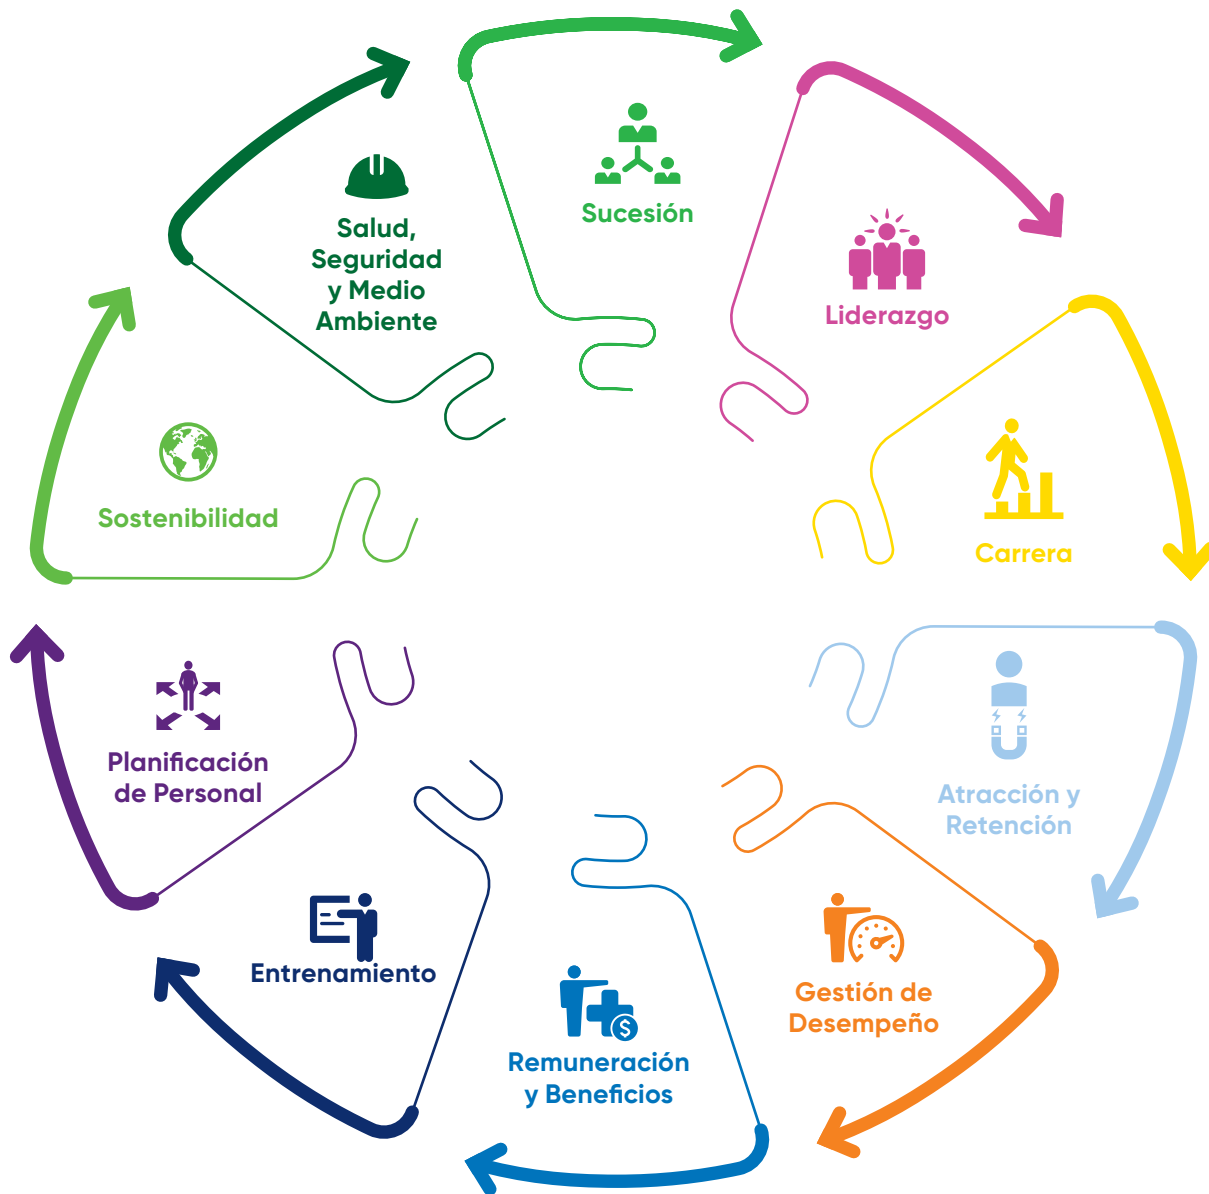 Sucesión
Salud,
Seguridad
y Medio
Ambiente
Liderazgo
Sostenibilidad
Carrera
Planificación
de Personal
Atracción y
Retención
Entrenamiento
Gestión de
Desempeño
$
Remuneración
y Beneficios